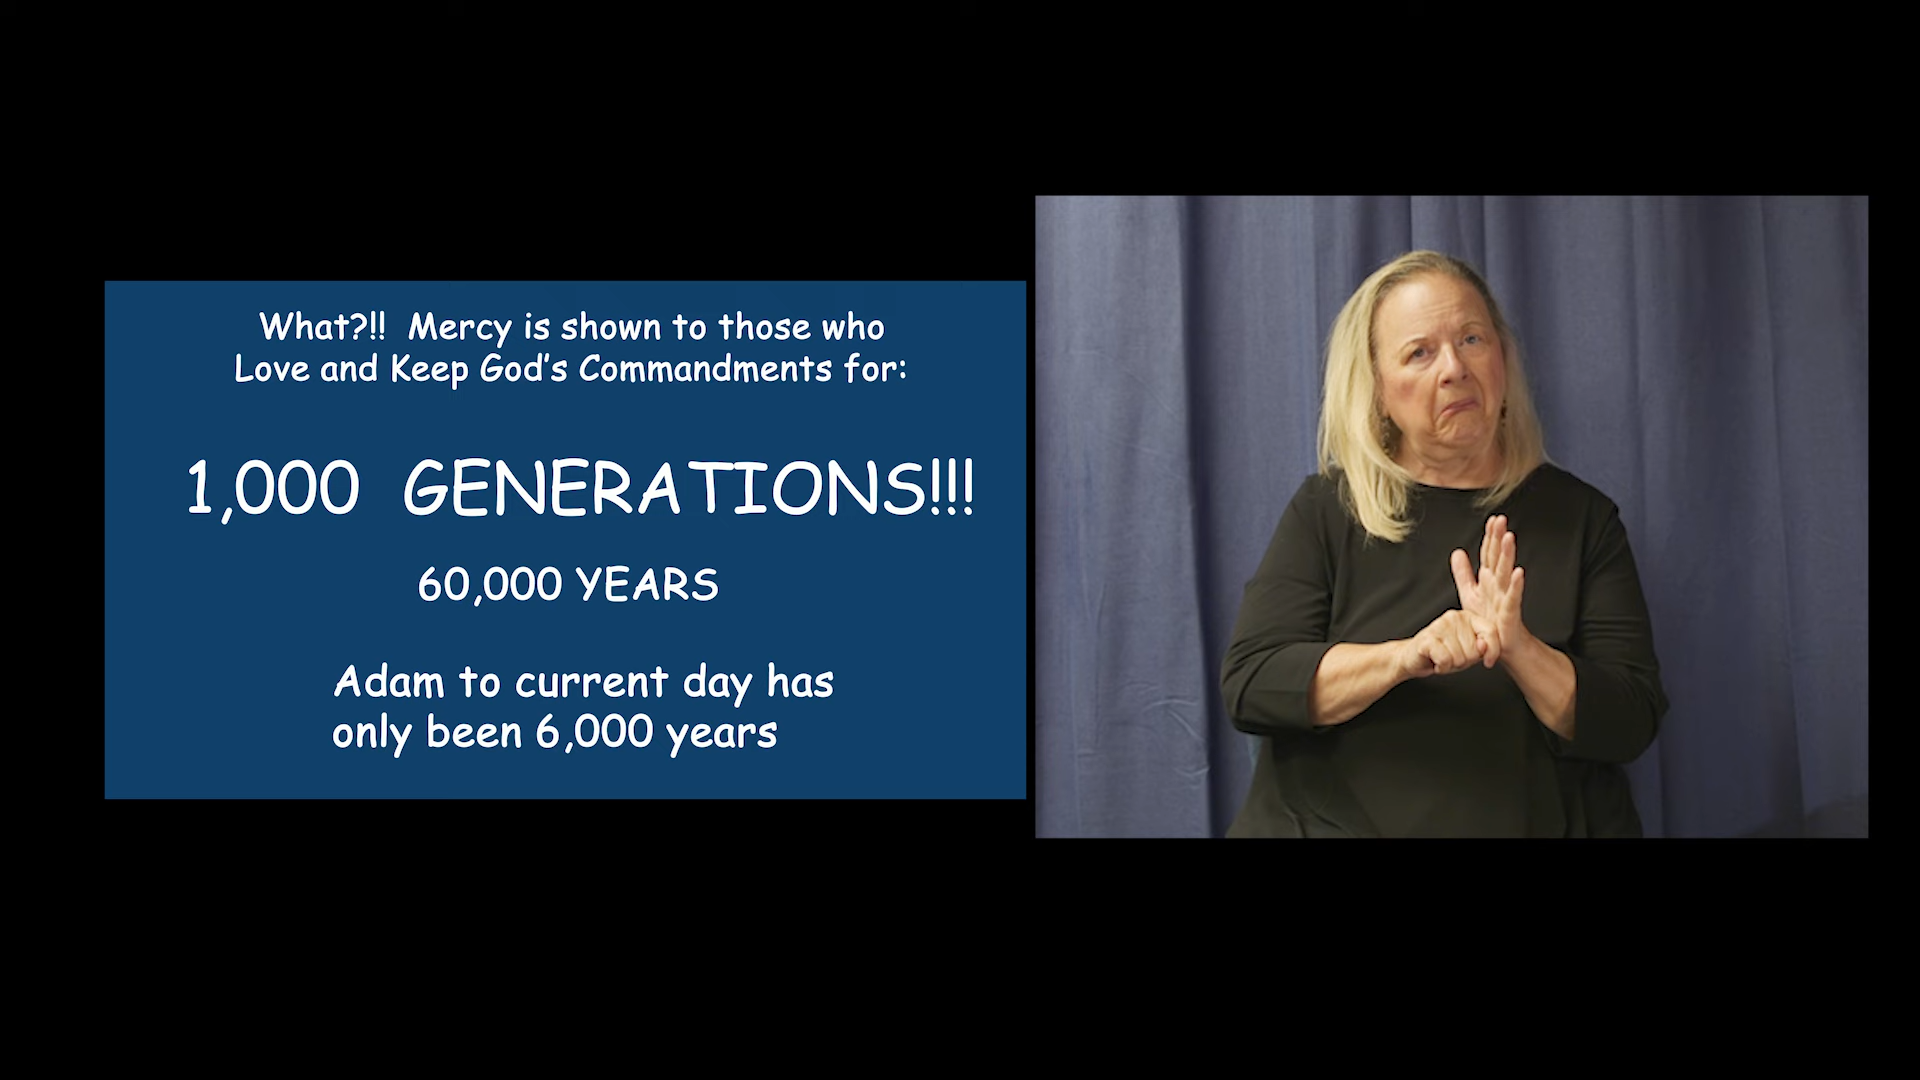 What?!! Mercy is shown to those who
Love and Keep God's Commandments for:
1,000 GENERATIONS!!!
60,000 YEARS
Adam to current day has
only been 6,000 years